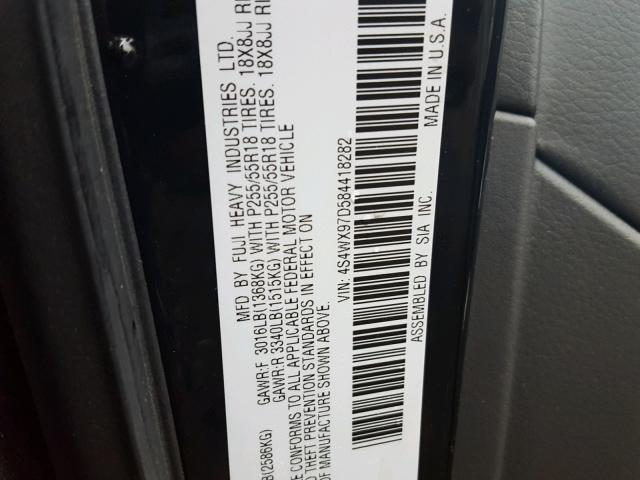 MFD BY FUJI HEAVY INDUSTRIES LTD.
GAWR:F 3016LB(1368KG) WITH P255/55R18 TIRES. 18X8JJ
(2586KG) GAWR:R 3340LB(1515KG) WITH P255/55R18 TIRES. 18X8JJ
CONFORMS TO ALL APPLICABLE FEDERAL MOTOR VEHICLE
THEFT PREVENTION STANDARDS IN EFFECT ON
OF MANUFACTURE SHOWN ABOVE.
VIN: 4S4WX97D584418282
ASSEMBLED BY SIA INC. MADE IN U.S.A.